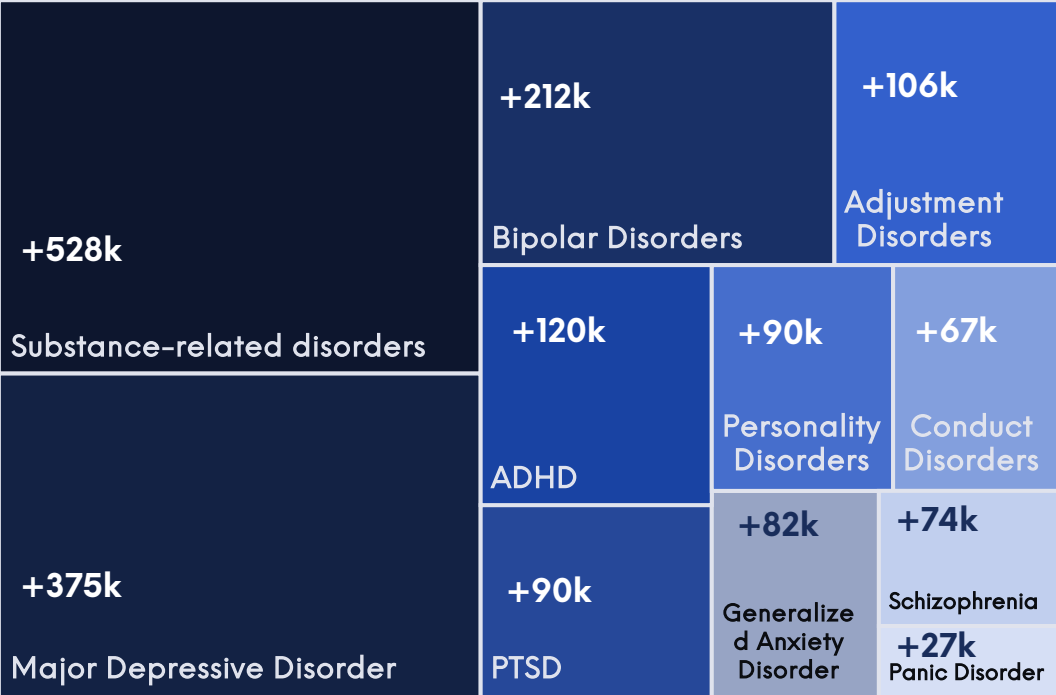 +528k
Substance-related disorders
+375k
Major Depressive Disorder
+212k
Bipolar Disorders
+106k
Adjustment
Disorders
+120k
ADHD
+90k
PTSD
+90k
Personality
Disorders
+67k
Conduct
Disorders
+82k
Generalize
d Anxiety
Disorder
+74k
Schizophrenia
+27k
Panic Disorder